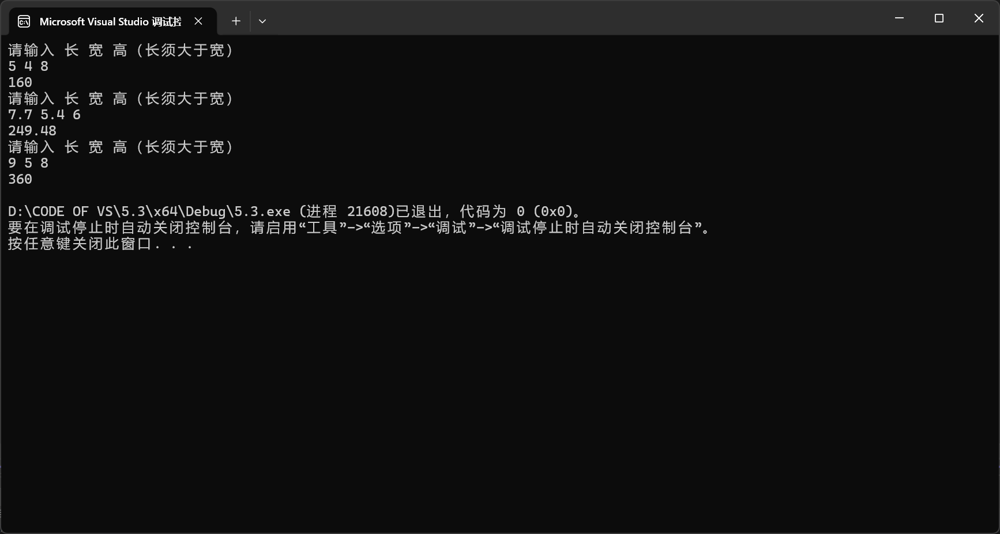 Microsoft Visual Studio 调试控
请输入 长 宽 高 (长须大于宽)
5 4 8
160
请输入 长 宽 高 (长须大于宽)
7.7 5.4 6
249.48
请输入 长 宽 高 (长须大于宽)
9 5 8
360
D:\CODE OF VS\5.3\x64\Debug\5.3.exe (进程 21608)已退出，代码为 0 (0x0)。
要在调试停止时自动关闭控制台，请启用“工具”->“选项”->“调试”->“调试停止时自动关闭控制台”。
按任意键关闭此窗口. . .